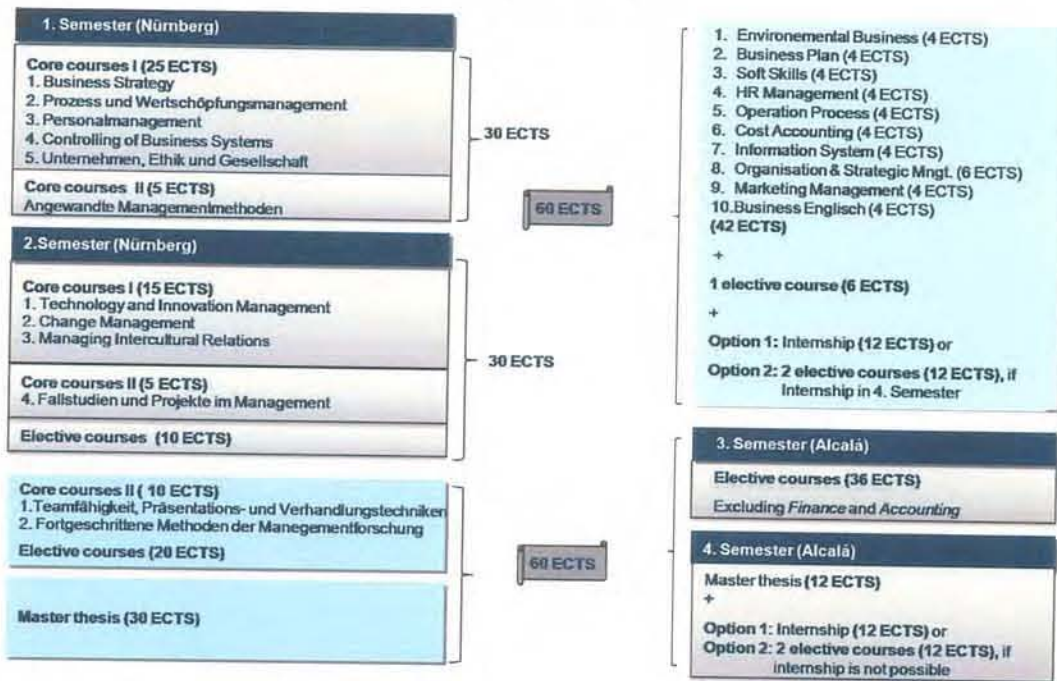 1. Semester (Nürnberg)
Core courses I (25 ECTS)
1. Business Strategy
2. Prozess und Wertschöpfungsmanagement
3. Personalmanagement
4. Controlling of Business Systems
5. Unternehmen, Ethik und Gesellschaft
Core courses II (5 ECTS)
Angewandte Managementmethoden
30 ECTS
2.Semester (Nürnberg)
Core courses I (15 ECTS)
1. Technology and Innovation Management
2. Change Management
3. Managing Intercultural Relations
Core courses II (5 ECTS)
4. Fallstudien und Projekte im Management
Elective courses (10 ECTS)
30 ECTS
Core courses II ( 10 ECTS)
1.Teamfähigkeit, Präsentations- und Verhandlungstechniken
2. Fortgeschrittene Methoden der Manegementforschung
Elective courses (20 ECTS)
Master thesis (30 ECTS)
60 ECTS
60 ECTS
1. Environemental Business (4 ECTS)
2. Business Plan (4 ECTS)
3. Soft Skills (4 ECTS)
4. HR Management (4 ECTS)
5. Operation Process (4 ECTS)
6. Cost Accounting (4 ECTS)
7. Information System (4 ECTS)
8. Organisation & Strategic Mngt. (6 ECTS)
9. Marketing Management (4 ECTS)
10.Business Englisch (4 ECTS)
(42 ECTS)
+
1 elective course (6 ECTS)
+
Option 1: Internship (12 ECTS) or
Option 2: 2 elective courses (12 ECTS), if
Internship in 4. Semester
3. Semester (Alcalá)
Elective courses (36 ECTS)
Excluding Finance and Accounting
4. Semester (Alcalá)
Master thesis (12 ECTS)
+
Option 1: Internship (12 ECTS) or
Option 2: 2 elective courses (12 ECTS), if
internship is not possible